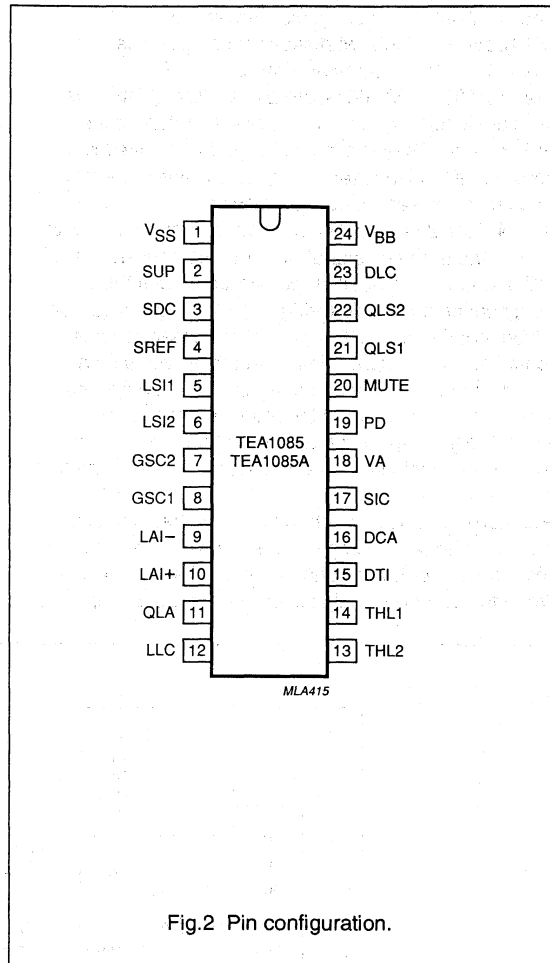 VSS 1 24 VBB
SUP 2 23 DLC
SDC 3 22 QLS2
SREF 4 21 QLS1
LSI1 5 20 MUTE
LSI2 6 19 PD
TEA1085
TEA1085A
GSC2 7 18 VA
GSC1 8 17 SIC
LAI− 9 16 DCA
LAI+ 10 15 DTI
QLA 11 14 THL1
LLC 12 13 THL2
MLA415
Fig.2 Pin configuration.